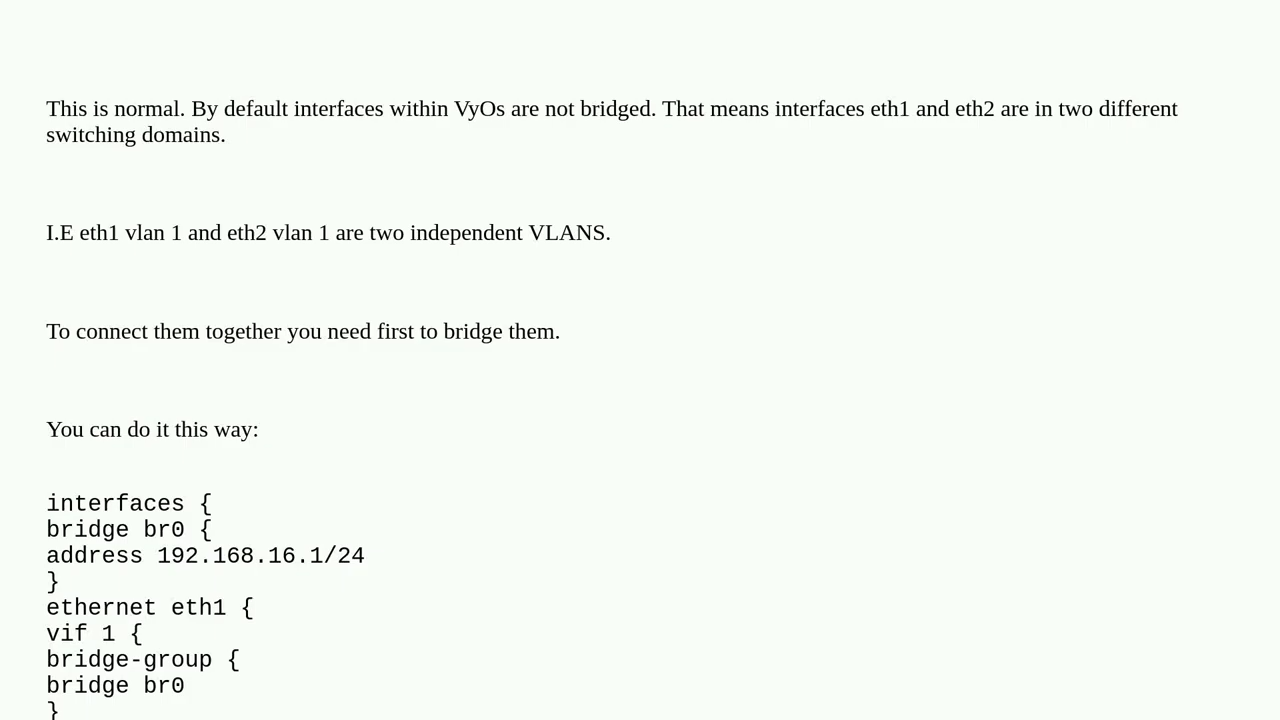 This is normal. By default interfaces within VyOs are not bridged. That means interfaces eth1 and eth2 are in two different
switching domains.
I.E eth1 vlan 1 and eth2 vlan 1 are two independent VLANS.
To connect them together you need first to bridge them.
You can do it this way:
interfaces {
bridge br0 {
address 192.168.16.1/24
}
ethernet eth1 {
vif 1 {
bridge-group {
bridge br0
}